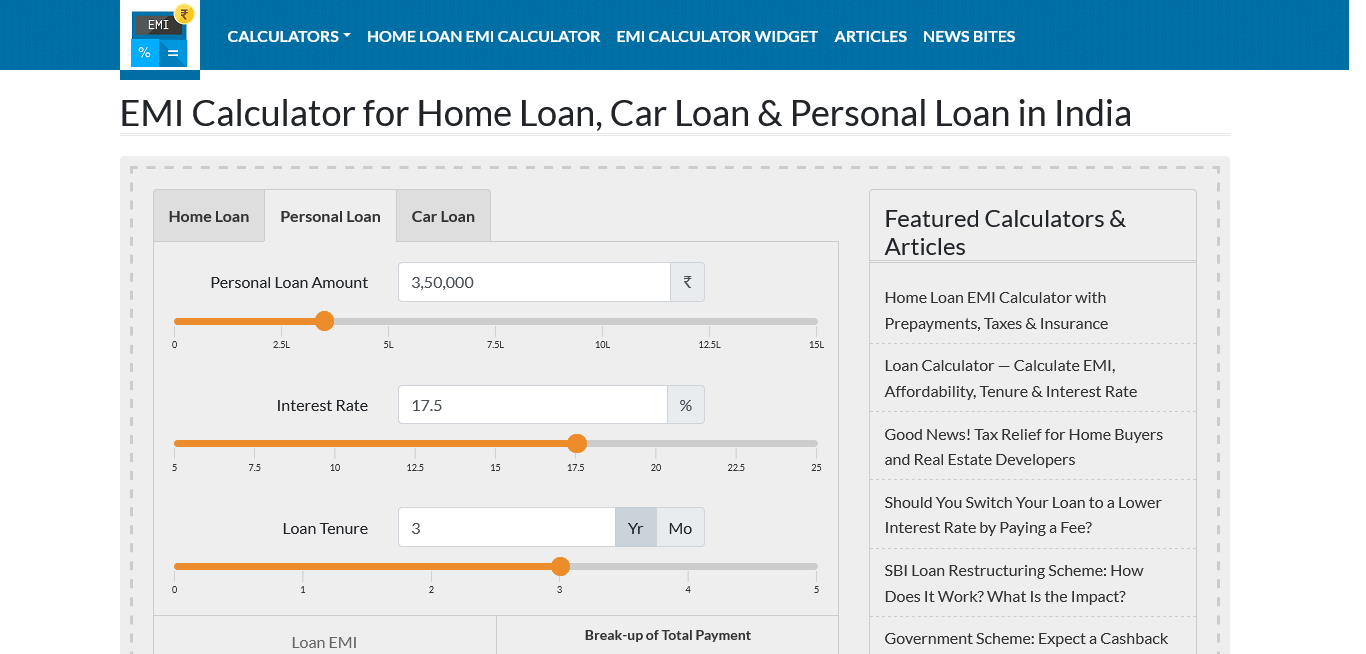 EMI ₹
% =
CALCULATORS HOME LOAN EMI CALCULATOR EMI CALCULATOR WIDGET ARTICLES NEWS BITES
EMI Calculator for Home Loan, Car Loan & Personal Loan in India
Home Loan Personal Loan Car Loan
Personal Loan Amount 3,50,000 ₹
0 2.5L 5L 7.5L 10L 12.5L 15L
Interest Rate 17.5 %
5 7.5 10 12.5 15 17.5 20 22.5 25
Loan Tenure 3 Yr Mo
0 1 2 3 4 5
Loan EMI
Break-up of Total Payment
Featured Calculators &
Articles
Home Loan EMI Calculator with
Prepayments, Taxes & Insurance
Loan Calculator — Calculate EMI,
Affordability, Tenure & Interest Rate
Good News! Tax Relief for Home Buyers
and Real Estate Developers
Should You Switch Your Loan to a Lower
Interest Rate by Paying a Fee?
SBI Loan Restructuring Scheme: How
Does It Work? What Is the Impact?
Government Scheme: Expect a Cashback